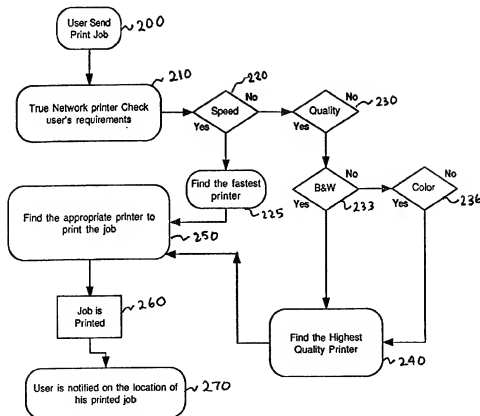 User Send
Print Job
200
210
True Network printer Check
user's requirements
220
Speed
No
Yes
Quality
No
230
Yes
Find the fastest
printer
225
B&W
No
Yes
233
Color
No
Yes
236
Find the appropriate printer to
print the job
250
Job is
Printed
260
Find the Highest
Quality Printer
240
User is notified on the location of
his printed job
270